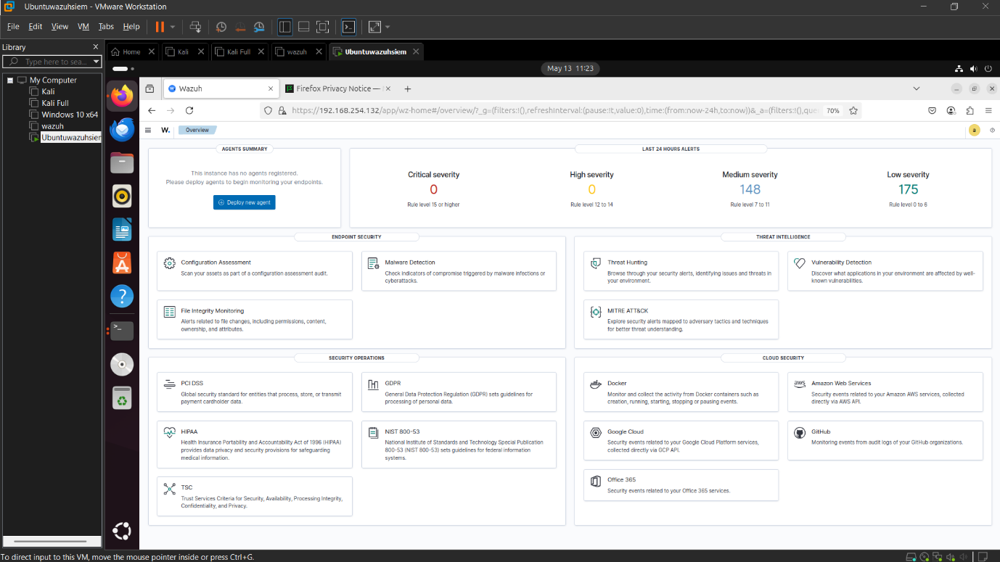 Ubuntuwazuhsiem - VMware Workstation
File Edit View VM Tabs Help
Library
Type here to sea...
My Computer
Kali
Kali Full
Windows 10 x64
wazuh
Ubuntuwazuhsier
Home
Kali
Kali Full
wazuh
Ubuntuwazuhsiem
May 13 11:23
Wazuh
Firefox Privacy Notice —
https://192.168.254.132/app/wz-home#/overview/?_g=(filters:!(),refreshInterval:(pause:!t,value:0),time:(from:now-24h,to:now))&_a=(filters:!(),que
70%
W. Overview
a
AGENTS SUMMARY
This instance has no agents registered.
Please deploy agents to begin monitoring your endpoints.
Deploy new agent
LAST 24 HOURS ALERTS
Critical severity
0
Rule level 15 or higher
High severity
0
Rule level 12 to 14
Medium severity
148
Rule level 7 to 11
Low severity
175
Rule level 0 to 6
ENDPOINT SECURITY
Configuration Assessment
Scan your assets as part of a configuration assessment audit.
Malware Detection
Check indicators of compromise triggered by malware infections or
cyberattacks.
File Integrity Monitoring
Alerts related to file changes, including permissions, content,
ownership, and attributes.
THREAT INTELLIGENCE
Threat Hunting
Browse through your security alerts, identifying issues and threats in
your environment.
Vulnerability Detection
Discover what applications in your environment are affected by well-
known vulnerabilities.
MITRE ATT&CK
Explore security alerts mapped to adversary tactics and techniques
for better threat understanding.
SECURITY OPERATIONS
PCI DSS
Global security standard for entities that process, store, or transmit
payment cardholder data.
GDPR
General Data Protection Regulation (GDPR) sets guidelines for
processing of personal data.
HIPAA
Health Insurance Portability and Accountability Act of 1996 (HIPAA)
provides data privacy and security provisions for safeguarding
medical information.
NIST 800-53
National Institute of Standards and Technology Special Publication
800-53 (NIST 800-53) sets guidelines for federal information
systems.
TSC
Trust Services Criteria for Security, Availability, Processing Integrity,
Confidentiality, and Privacy.
CLOUD SECURITY
Docker
Monitor and collect the activity from Docker containers such as
creation, running, starting, stopping or pausing events.
Amazon Web Services
Security events related to your Amazon AWS services, collected
directly via AWS API.
Google Cloud
Security events related to your Google Cloud Platform services,
collected directly via GCP API.
GitHub
Monitoring events from audit logs of your GitHub organizations.
Office 365
Security events related to your Office 365 services.
To direct input to this VM, move the mouse pointer inside or press Ctrl+G.